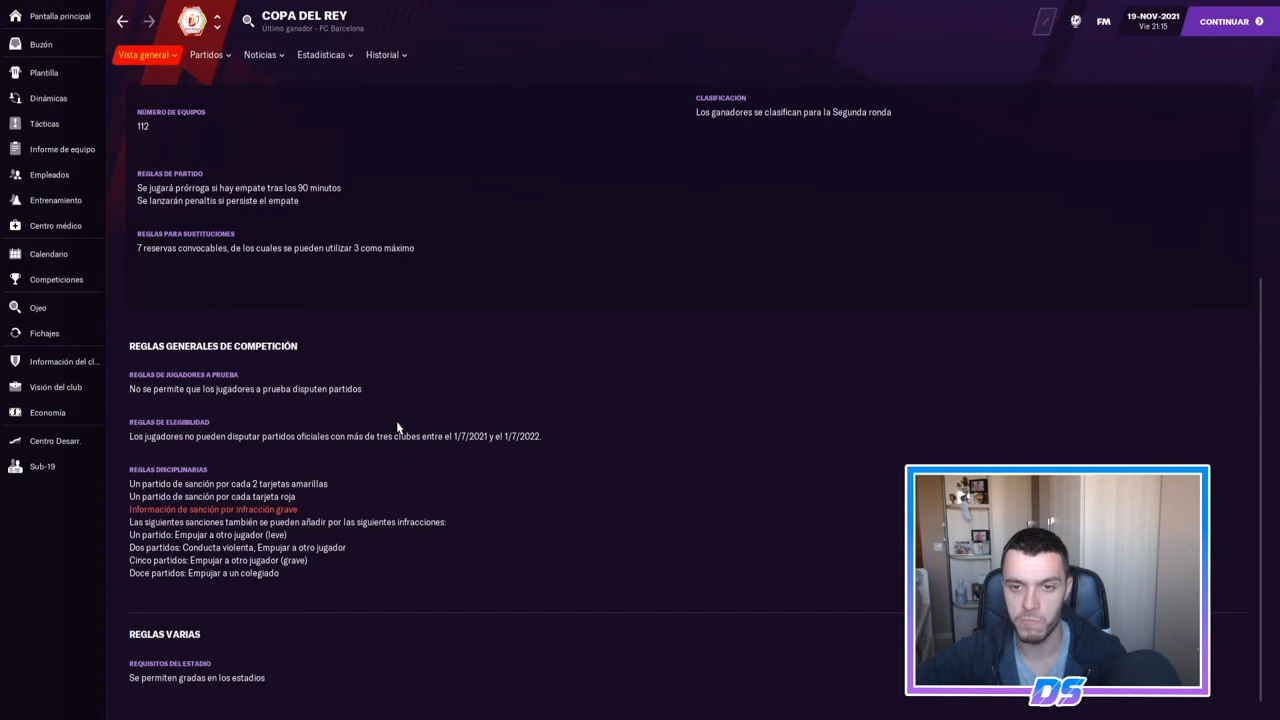 Pantalla principal
Buzón
Plantilla
Dinámicas
Tácticas
Informe de equipo
Empleados
Entrenamiento
Centro médico
Calendario
Competiciones
Ojeo
Fichajes
Información del cl...
Visión del club
Economía
Centro Desarr.
Sub-19
COPA DEL REY
Último ganador - FC Barcelona
FM
19-NOV-2021
Vie 21:15
CONTINUAR
Vista general
Partidos
Noticias
Estadísticas
Historial
NÚMERO DE EQUIPOS
112
CLASIFICACIÓN
Los ganadores se clasifican para la Segunda ronda
REGLAS DE PARTIDO
Se jugará prórroga si hay empate tras los 90 minutos
Se lanzarán penaltis si persiste el empate
REGLAS PARA SUSTITUCIONES
7 reservas convocables, de los cuales se pueden utilizar 3 como máximo
REGLAS GENERALES DE COMPETICIÓN
REGLAS DE JUGADORES A PRUEBA
No se permite que los jugadores a prueba disputen partidos
REGLAS DE ELEGIBILIDAD
Los jugadores no pueden disputar partidos oficiales con más de tres clubes entre el 1/7/2021 y el 1/7/2022.
REGLAS DISCIPLINARIAS
Un partido de sanción por cada 2 tarjetas amarillas
Un partido de sanción por cada tarjeta roja
Información de sanción por infracción grave
Las siguientes sanciones también se pueden añadir por las siguientes infracciones:
Un partido: Empujar a otro jugador (leve)
Dos partidos: Conducta violenta, Empujar a otro jugador
Cinco partidos: Empujar a otro jugador (grave)
Doce partidos: Empujar a un colegiado
REGLAS VARIAS
REQUISITOS DEL ESTADIO
Se permiten gradas en los estadios
DS